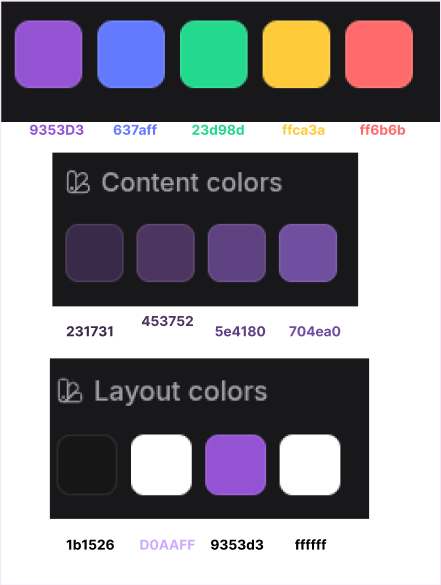 9353D3 637aff 23d98d ffca3a ff6b6b
Content colors
231731 453752 5e4180 704ea0
Layout colors
1b1526 D0AAFF 9353d3 ffffff